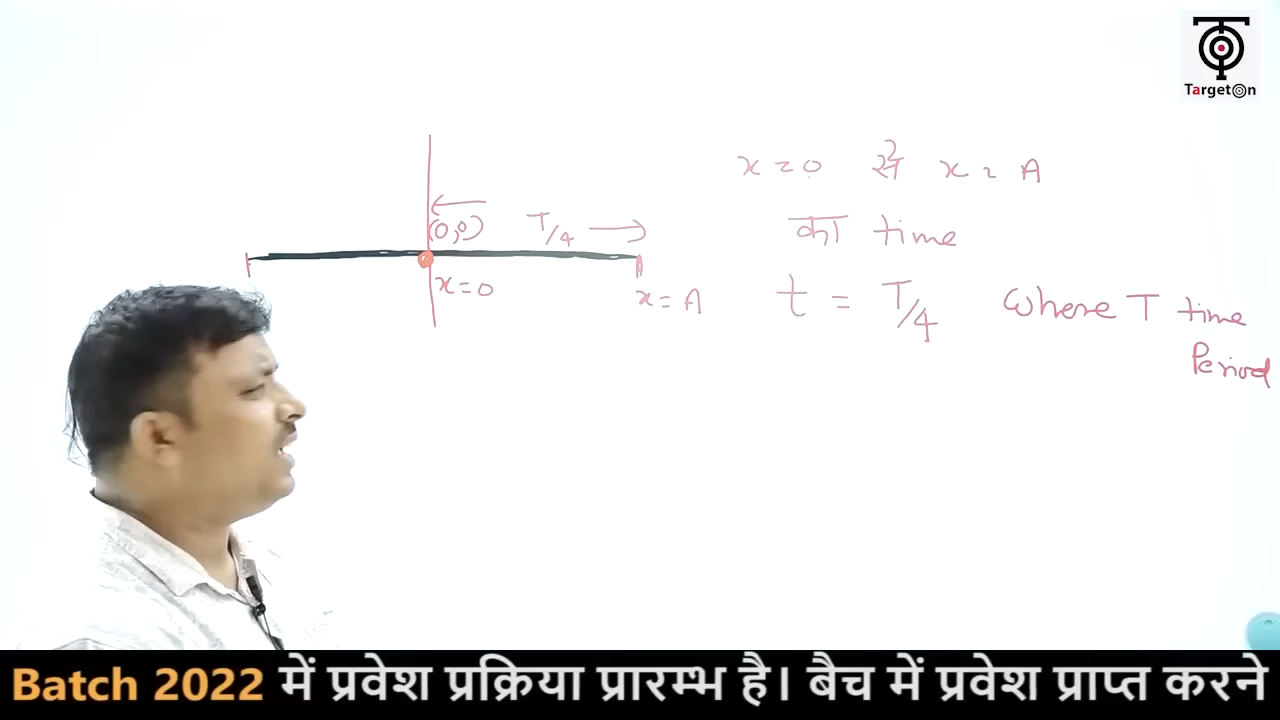 TargetOn
x = 0 से x = A
(0,0) T/4
का time
x = 0
x = A
t = T/4 where T time
Period
Batch 2022 में प्रवेश प्रक्रिया प्रारम्भ है। बैच में प्रवेश प्राप्त करने